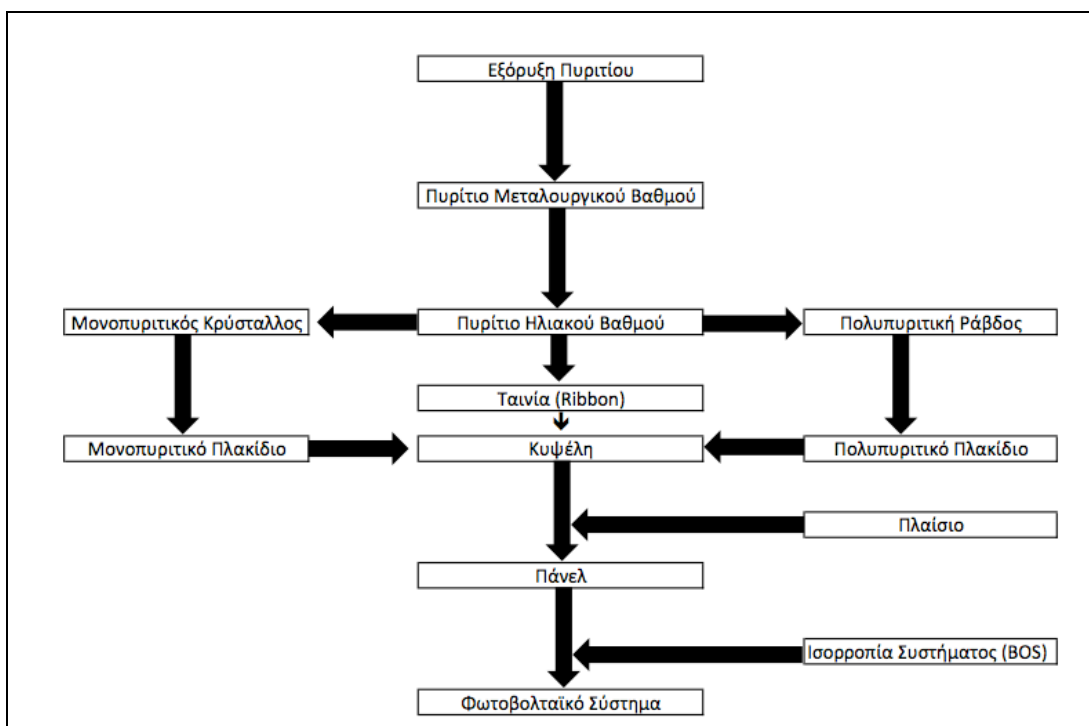 Εξόρυξη Πυριτίου
Πυρίτιο Μεταλουργικού Βαθμού
Μονοπυριτικός Κρύσταλλος
Πυρίτιο Ηλιακού Βαθμού
Πολυπυριτική Ράβδος
Ταινία (Ribbon)
Μονοπυριτικό Πλακίδιο
Κυψέλη
Πολυπυριτικό Πλακίδιο
Πλαίσιο
Πάνελ
Ισορροπία Συστήματος (BOS)
Φωτοβολταϊκό Σύστημα